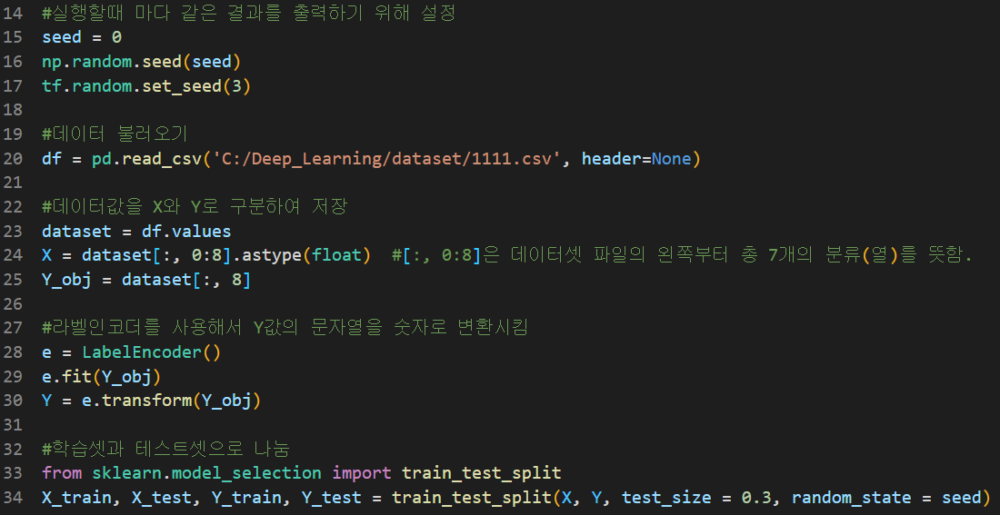 14 #실행할때 마다 같은 결과를 출력하기 위해 설정
15 seed = 0
16 np.random.seed(seed)
17 tf.random.set_seed(3)
18
19 #데이터 불러오기
20 df = pd.read_csv('C:/Deep_Learning/dataset/1111.csv', header=None)
21
22 #데이터값을 X와 Y로 구분하여 저장
23 dataset = df.values
24 X = dataset[:, 0:8].astype(float)  #[:, 0:8]은 데이터셋 파일의 왼쪽부터 총 7개의 분류(열)를 뜻함.
25 Y_obj = dataset[:, 8]
26
27 #라벨인코더를 사용해서 Y값의 문자열을 숫자로 변환시킴
28 e = LabelEncoder()
29 e.fit(Y_obj)
30 Y = e.transform(Y_obj)
31
32 #학습셋과 테스트셋으로 나눔
33 from sklearn.model_selection import train_test_split
34 X_train, X_test, Y_train, Y_test = train_test_split(X, Y, test_size = 0.3, random_state = seed)